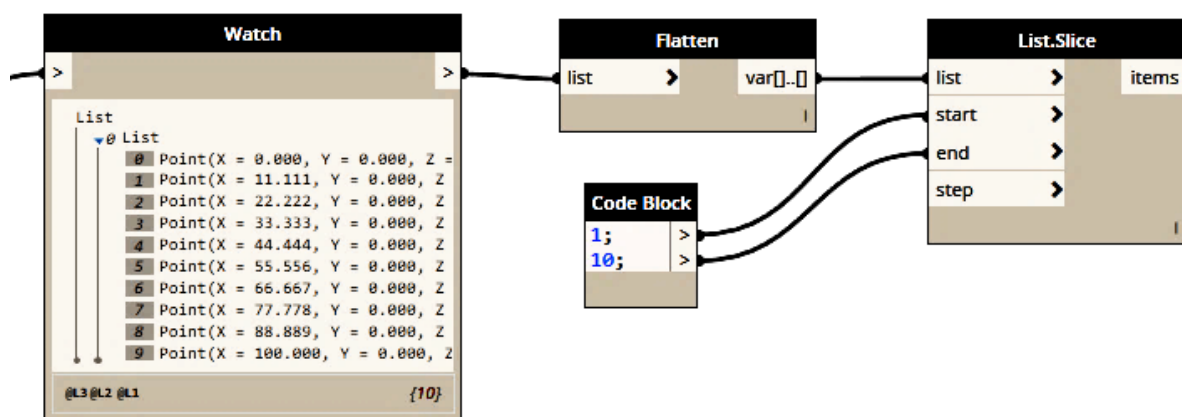 Watch
>
>
List
0 List
0 Point(X = 0.000, Y = 0.000, Z =
1 Point(X = 11.111, Y = 0.000, Z
2 Point(X = 22.222, Y = 0.000, Z
3 Point(X = 33.333, Y = 0.000, Z
4 Point(X = 44.444, Y = 0.000, Z
5 Point(X = 55.556, Y = 0.000, Z
6 Point(X = 66.667, Y = 0.000, Z
7 Point(X = 77.778, Y = 0.000, Z
8 Point(X = 88.889, Y = 0.000, Z
9 Point(X = 100.000, Y = 0.000, Z
@L3 @L2 @L1 {10}
Flatten
list > var[]..[]
l
Code Block
1; >
10; >
List.Slice
list > items
start >
end >
step >
l